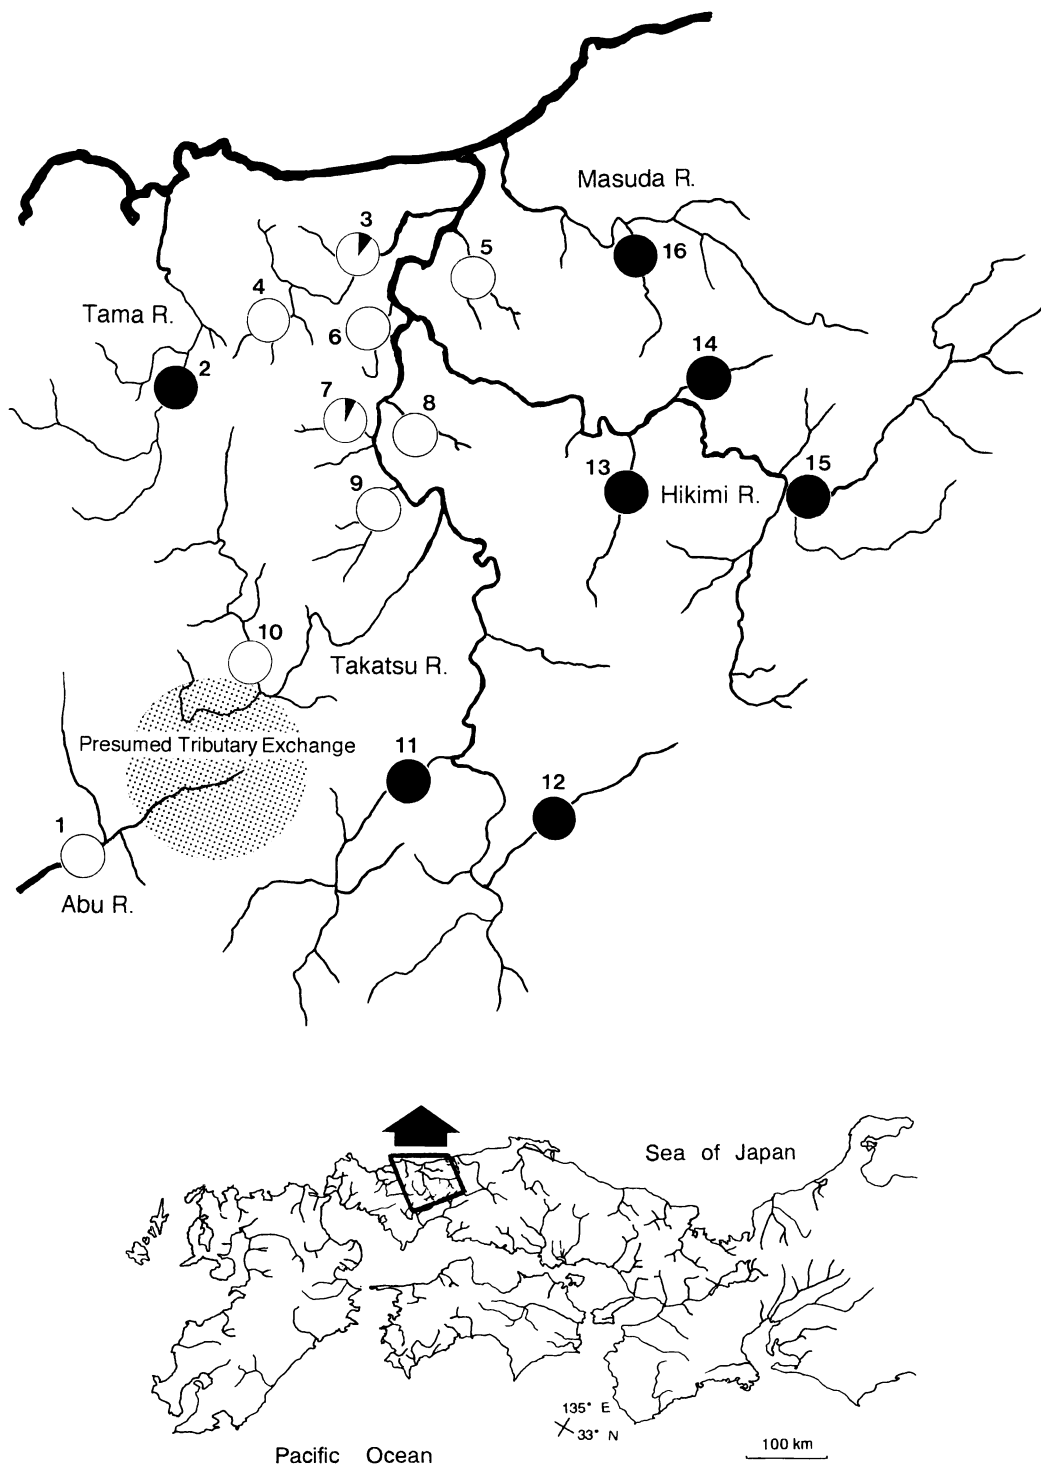 Masuda R.
3
5
16
4
Tama R.
6
14
2
7
8
13
15
9
Hikimi R.
10
Takatsu R.
Presumed Tributary Exchange
11
12
1
Abu R.
Sea of Japan
135° E
33° N
100 km
Pacific Ocean